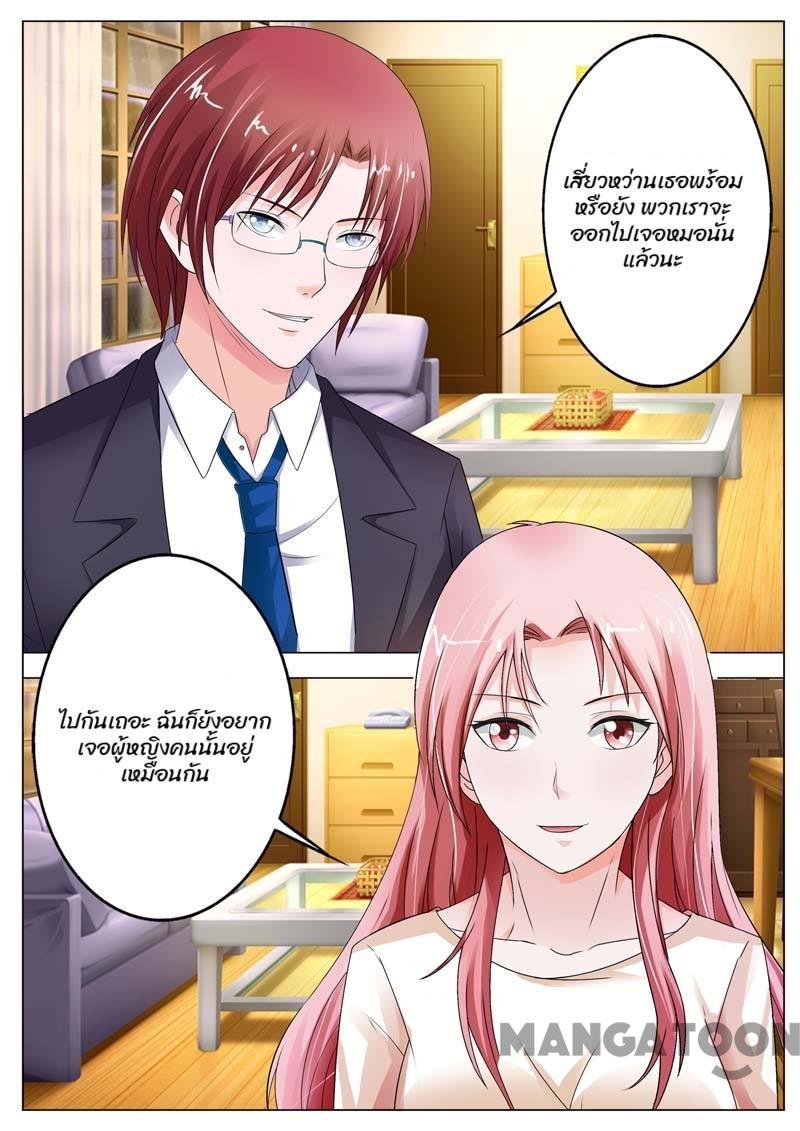 เสี่ยวหว่านเธอพร้อม
หรือยัง พวกเราจะ
ออกไปเจอหมอนั่น
แล้วนะ
ไปกันเถอะ ฉันก็ยังอยาก
เจอผู้หญิงคนนั้นอยู่
เหมือนกัน
MANGATOON